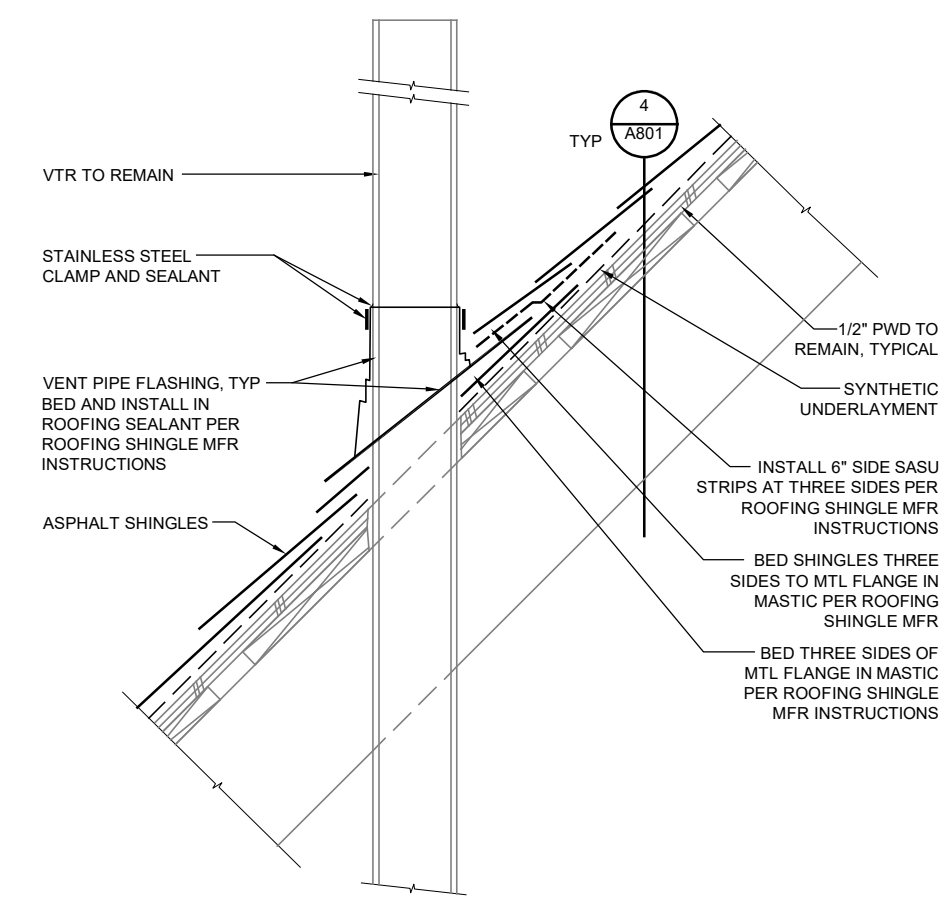 4
TYP
A801
VTR TO REMAIN
STAINLESS STEEL
CLAMP AND SEALANT
VENT PIPE FLASHING, TYP
BED AND INSTALL IN
ROOFING SEALANT PER
ROOFING SHINGLE MFR
INSTRUCTIONS
ASPHALT SHINGLES
1/2" PWD TO
REMAIN, TYPICAL
SYNTHETIC
UNDERLAYMENT
INSTALL 6" SIDE SASU
STRIPS AT THREE SIDES PER
ROOFING SHINGLE MFR
INSTRUCTIONS
BED SHINGLES THREE
SIDES TO MTL FLANGE IN
MASTIC PER ROOFING
SHINGLE MFR
BED THREE SIDES OF
MTL FLANGE IN MASTIC
PER ROOFING SHINGLE
MFR INSTRUCTIONS